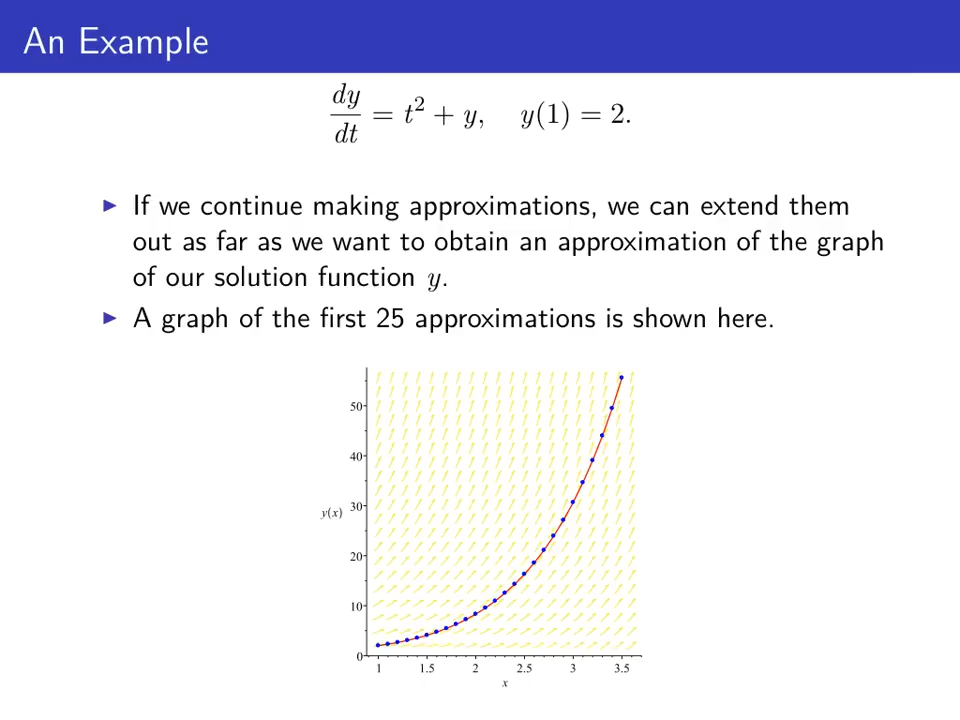 An Example
dy/dt = t² + y,  y(1) = 2.
If we continue making approximations, we can extend them
out as far as we want to obtain an approximation of the graph
of our solution function y.
A graph of the first 25 approximations is shown here.
50
40
y(x) 30
20
10
0
1 1.5 2 2.5 3 3.5
x